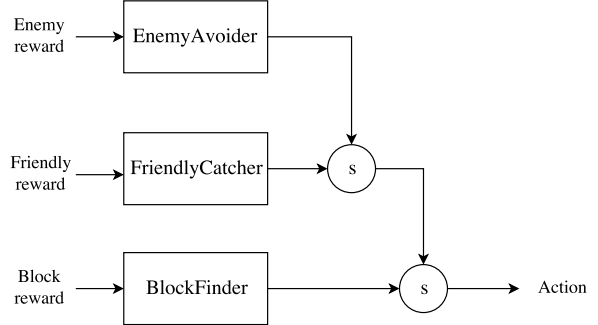 Enemy
reward
EnemyAvoider
Friendly
reward
FriendlyCatcher
s
Block
reward
BlockFinder
s
Action